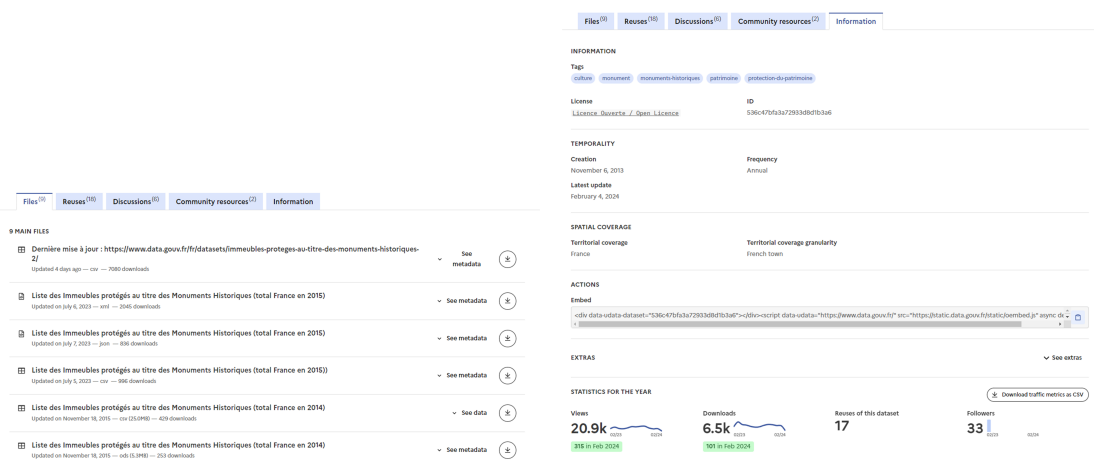 Files(9) Reuses(18) Discussions(6) Community resources(2) Information
9 MAIN FILES
Dernière mise à jour : https://www.data.gouv.fr/fr/datasets/immeubles-proteges-au-titre-des-monuments-historiques-
2/
Updated 4 days ago — csv — 7080 downloads
See
metadata
Liste des Immeubles protégés au titre des Monuments Historiques (total France en 2015)
Updated on July 6, 2023 — xml — 2045 downloads
See metadata
Liste des Immeubles protégés au titre des Monuments Historiques (total France en 2015)
Updated on July 7, 2023 — json — 836 downloads
See metadata
Liste des Immeubles protégés au titre des Monuments Historiques (total France en 2015))
Updated on July 5, 2023 — csv — 996 downloads
See metadata
Liste des Immeubles protégés au titre des Monuments Historiques (total France en 2014)
Updated on November 18, 2015 — csv (25.0MB) — 429 downloads
See data
Liste des Immeubles protégés au titre des Monuments Historiques (total France en 2014)
Updated on November 18, 2015 — ods (5.3MB) — 253 downloads
See metadata
Files(9) Reuses(18) Discussions(6) Community resources(2) Information
INFORMATION
Tags
culture monument monuments-historiques patrimoine protection-du-patrimoine
License ID
Licence Ouverte / Open Licence 536c47bfa3a72933d8d1b3a6
TEMPORALITY
Creation Frequency
November 6, 2013 Annual
Latest update
February 4, 2024
SPATIAL COVERAGE
Territorial coverage Territorial coverage granularity
France French town
ACTIONS
Embed
<div data-udata-dataset="536c47bfa3a72933d8d1b3a6"></div><script data-udata="https://www.data.gouv.fr/" src="https://static.data.gouv.fr/static/oembed.js" async de
EXTRAS See extras
STATISTICS FOR THE YEAR Download traffic metrics as CSV
Views Downloads Reuses of this dataset Followers
20.9k 6.5k 17 33
02/23 02/24 02/23 02/24 02/23 02/24
315 in Feb 2024 101 in Feb 2024